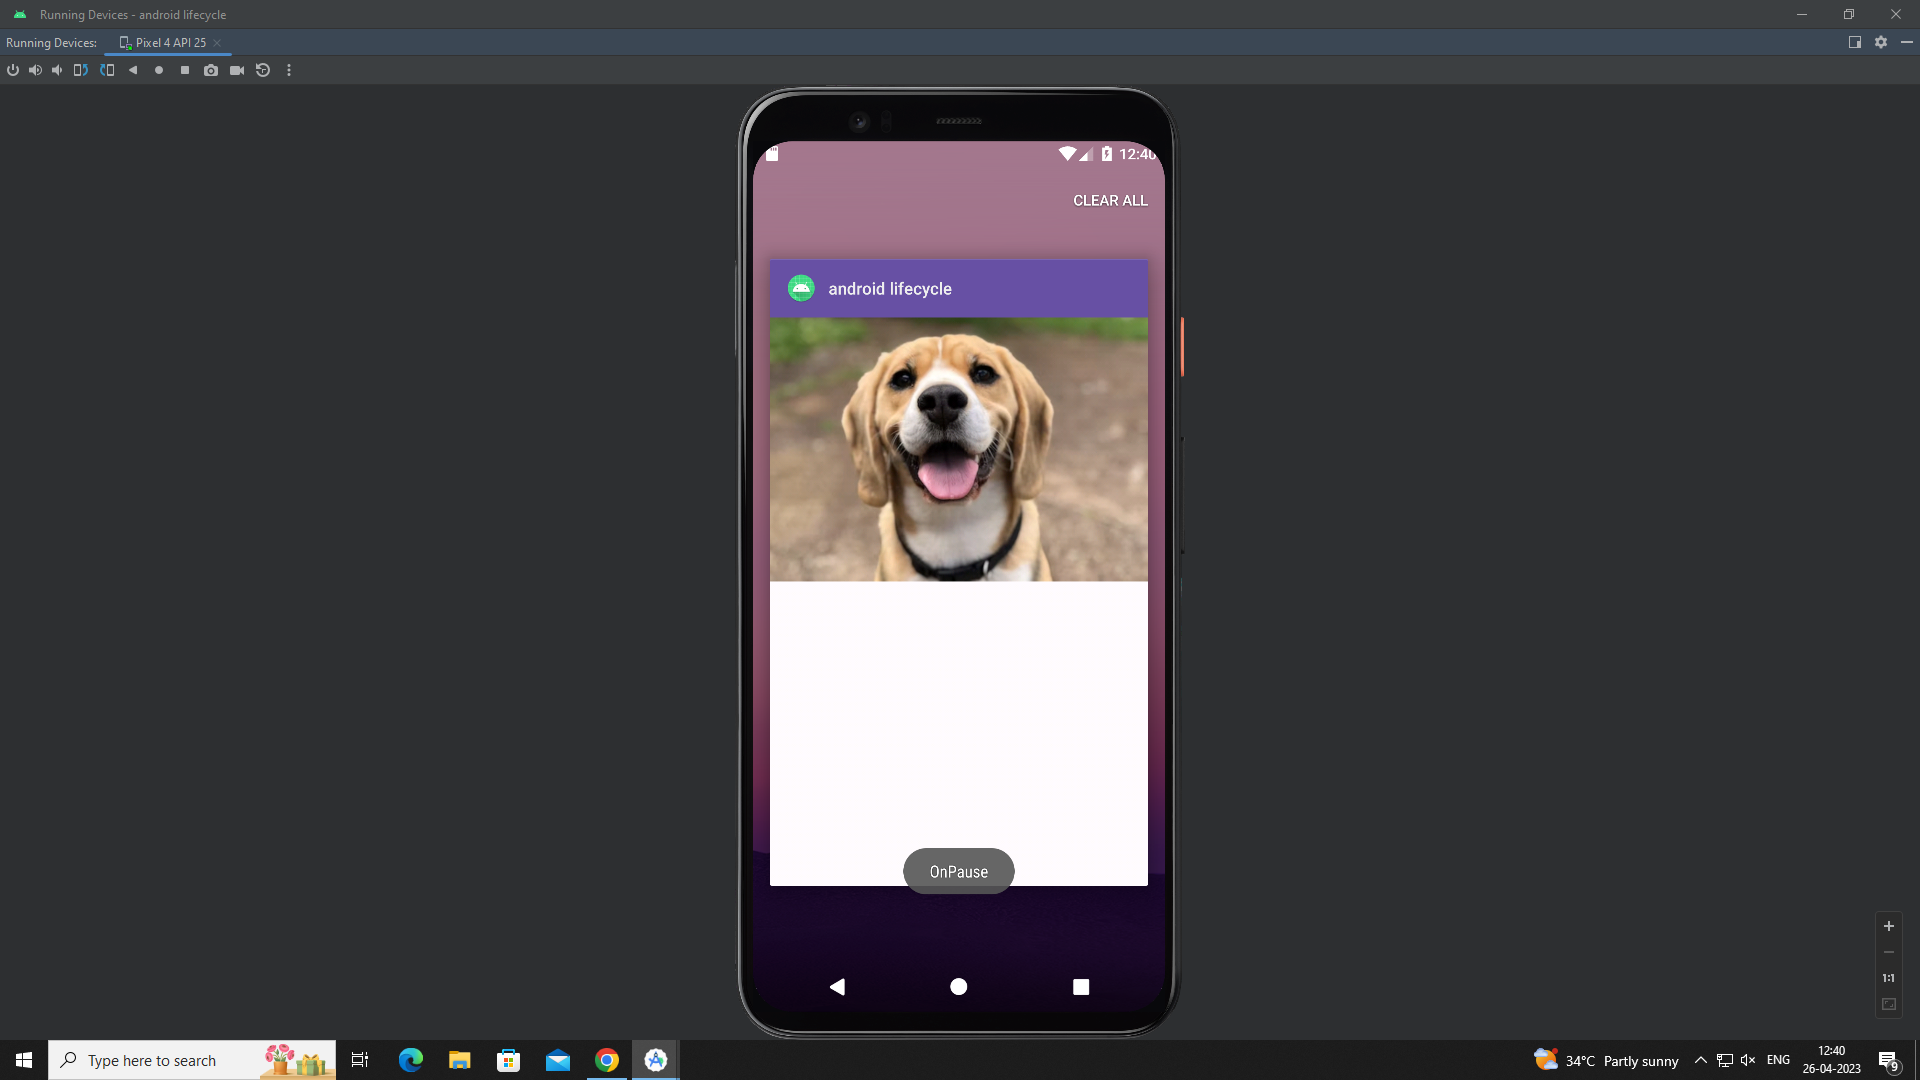 Running Devices - android lifecycle
Running Devices:
Pixel 4 API 25
12:40
CLEAR ALL
android lifecycle
OnPause
1:1
Type here to search
34°C Partly sunny
ENG
12:40
26-04-2023
9